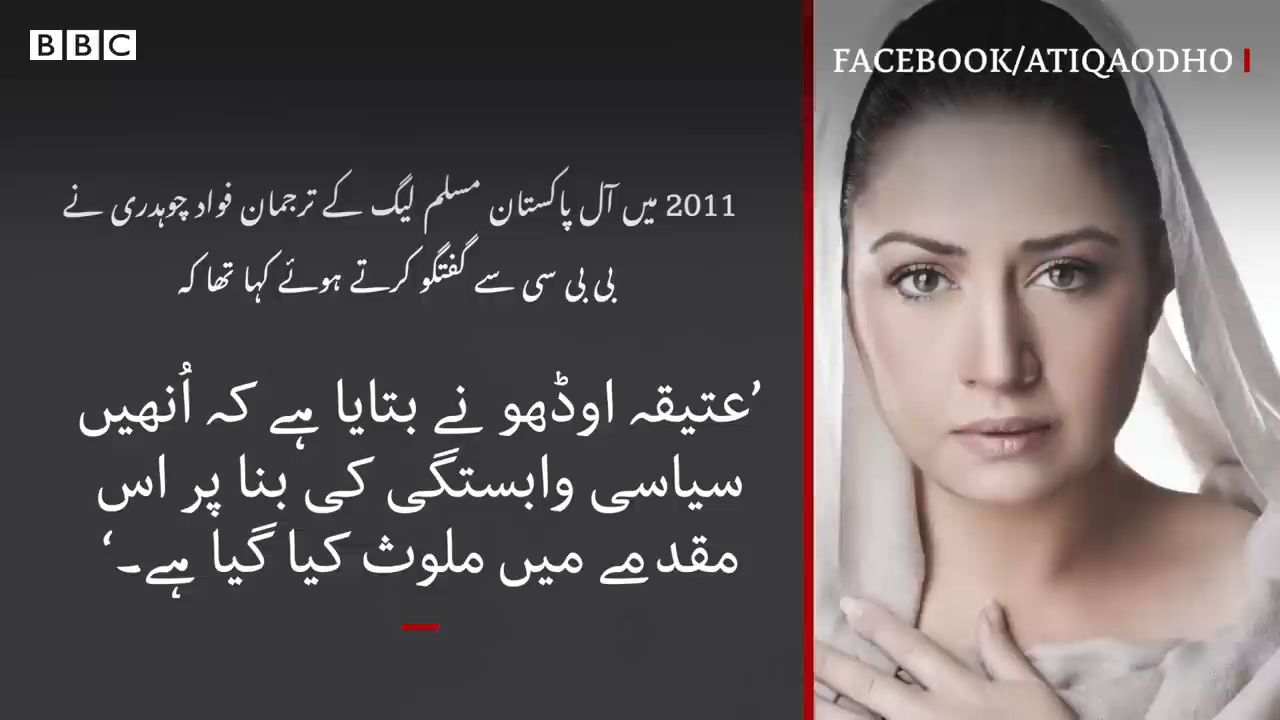 BBC
FACEBOOK/ATIQAODHO
2011 میں آل پاکستان مسلم لیگ کے ترجمان فواد چوہدری نے
بی بی سی سے گفتگو کرتے ہوئے کہا تھا کہ
’عتیقہ اوڈھو نے بتایا ہے کہ اُنھیں
سیاسی وابستگی کی بنا پر اس
مقدمے میں ملوث کیا گیا ہے۔‘